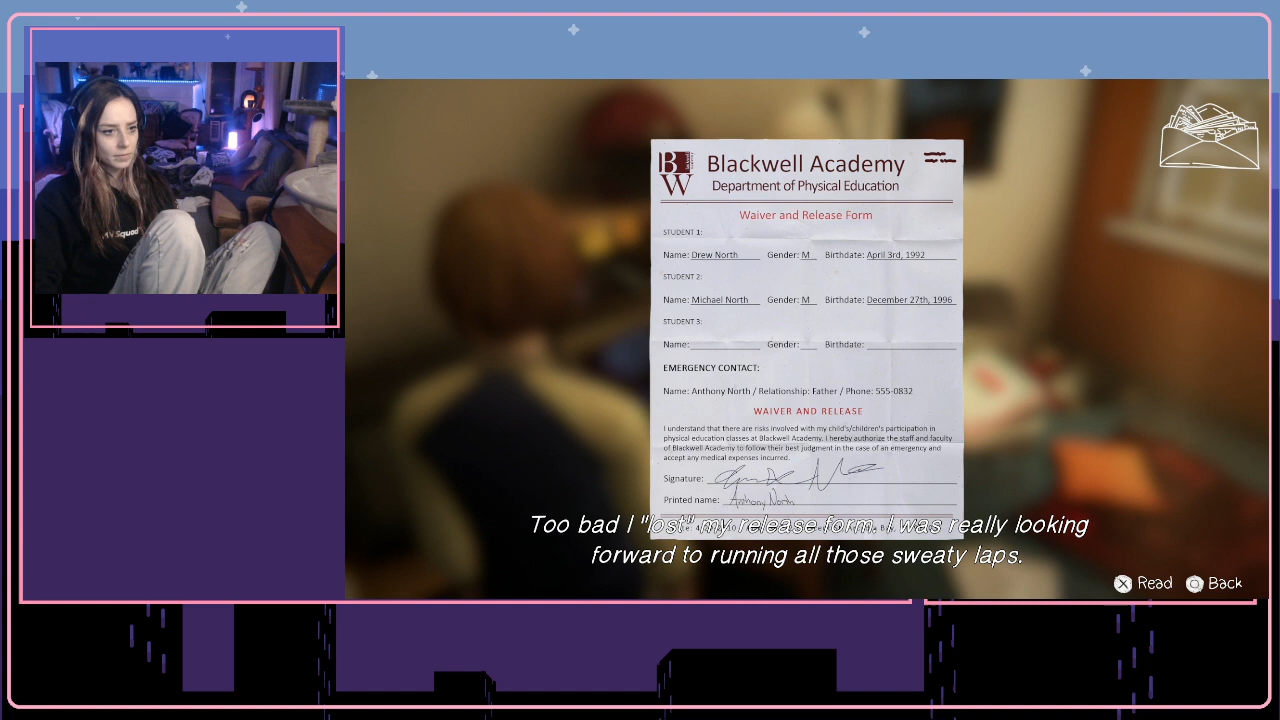 BW Blackwell Academy
Department of Physical Education
Waiver and Release Form
STUDENT 1:
Name: Drew North Gender: M Birthdate: April 3rd, 1992
STUDENT 2:
Name: Michael North Gender: M Birthdate: December 27th, 1996
STUDENT 3:
Name: Gender: Birthdate:
EMERGENCY CONTACT:
Name: Anthony North / Relationship: Father / Phone: 555-0832
WAIVER AND RELEASE
I understand that there are risks involved with my child's/children's participation in
physical education classes at Blackwell Academy. I hereby authorize the staff and faculty
of Blackwell Academy to follow their best judgment in the case of an emergency and
accept any medical expenses incurred.
Signature:
Printed name: Anthony North
Too bad I "lost" my release form. I was really looking
forward to running all those sweaty laps.
Read Back
Squad